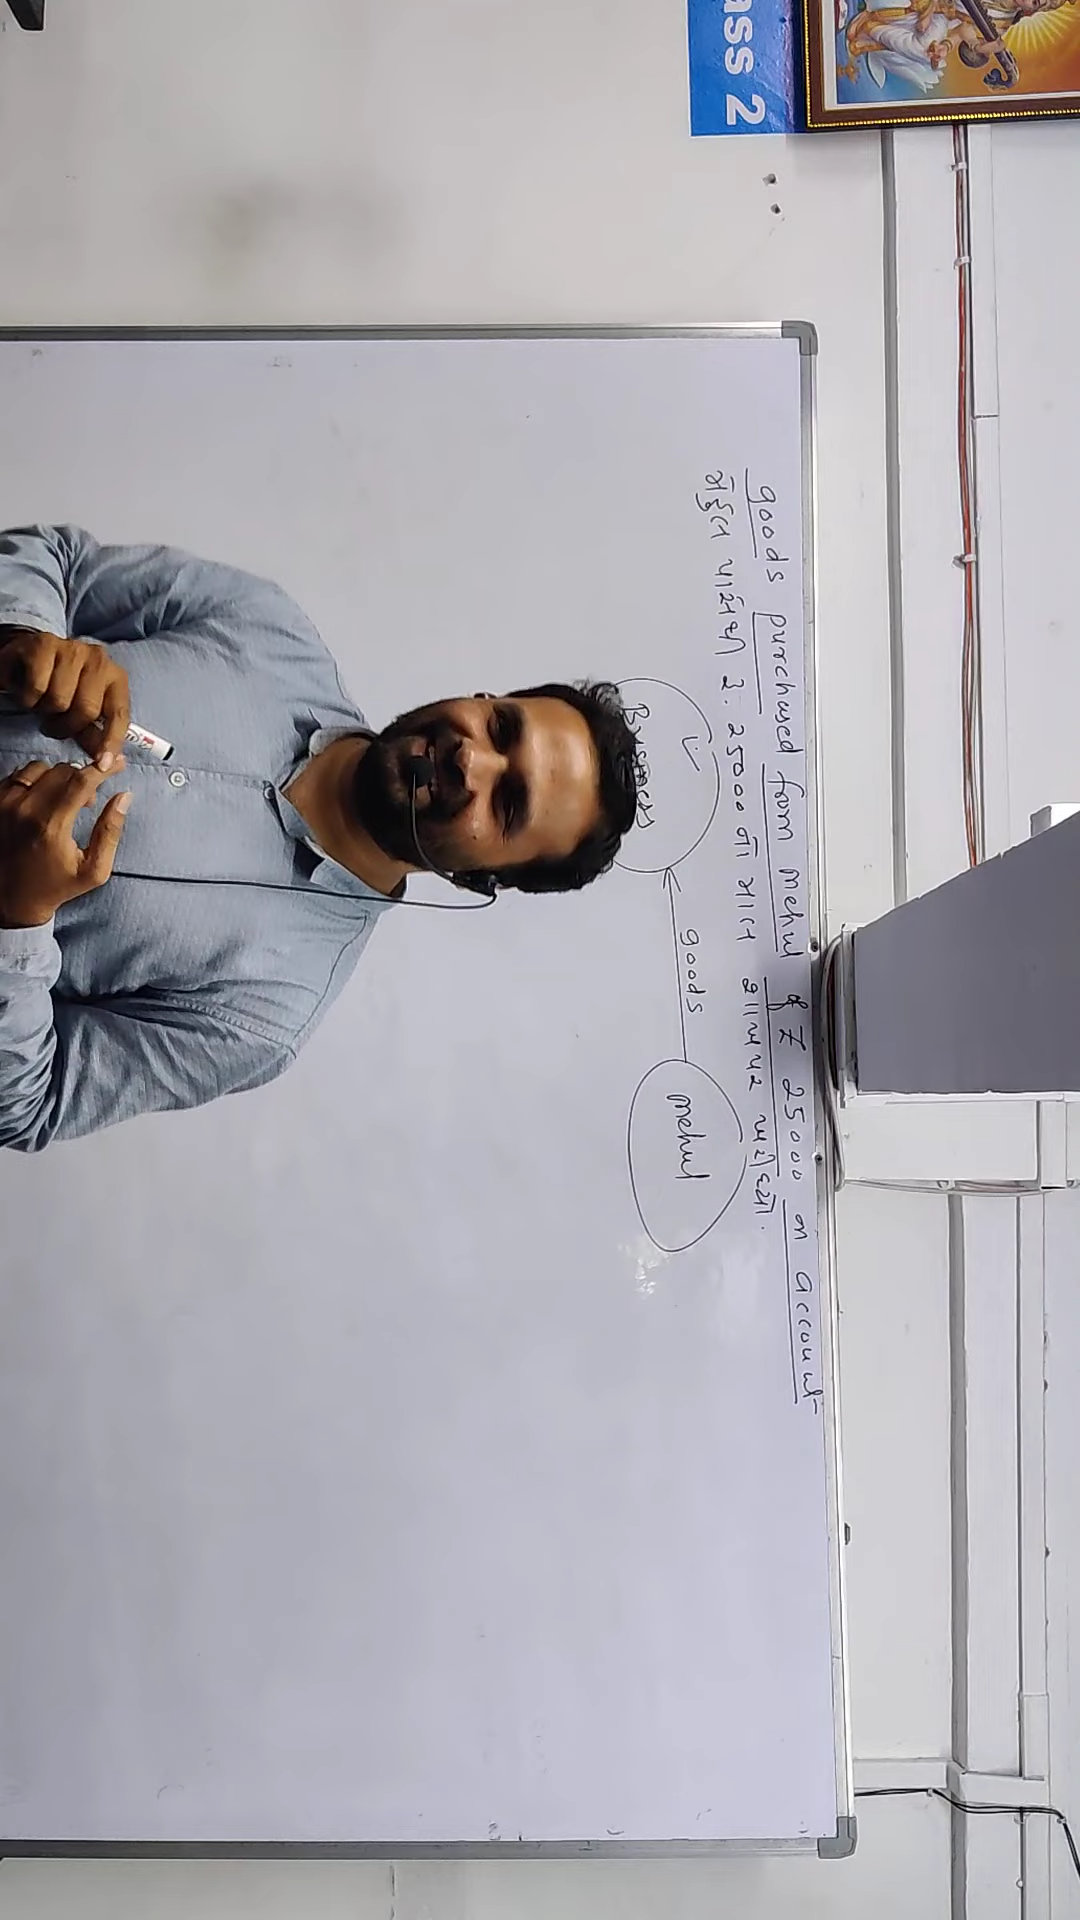 ass 2
goods purchased from mehul of ₹ 25000 on account
મેહુલ પાસેથી રૂ. 25000 નો માલ શાખપર ખરીદ્યો.
Business
goods
mehul